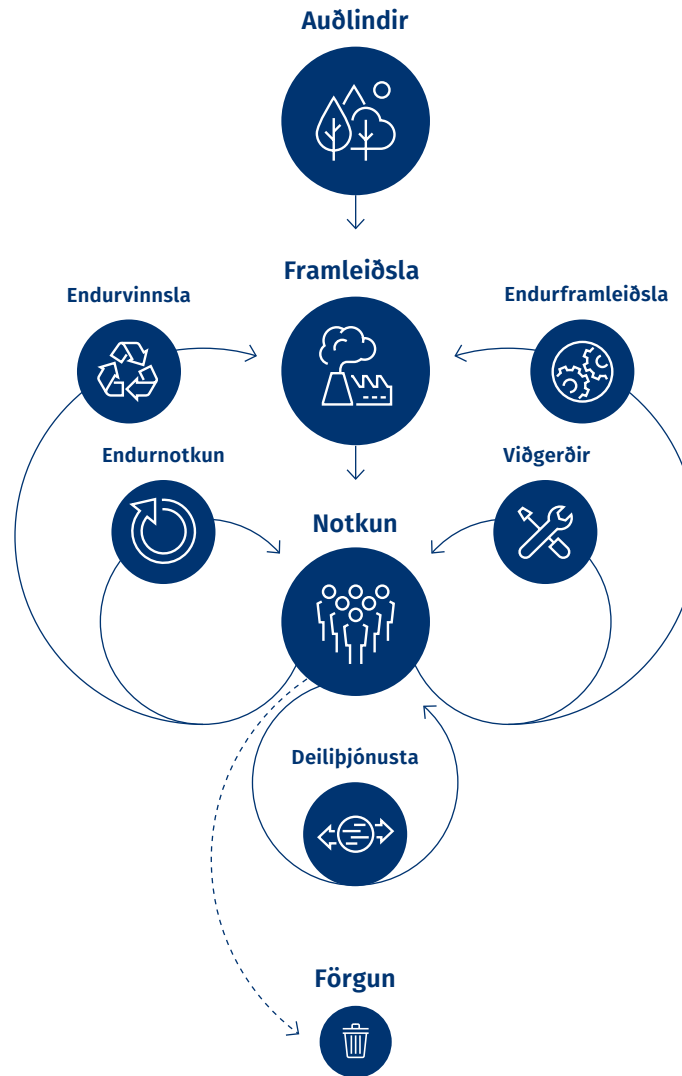 Auðlindir
Framleiðsla
Endurvinnsla
Endurframleiðsla
Endurnotkun
Viðgerðir
Notkun
Deiliþjónusta
Förgun